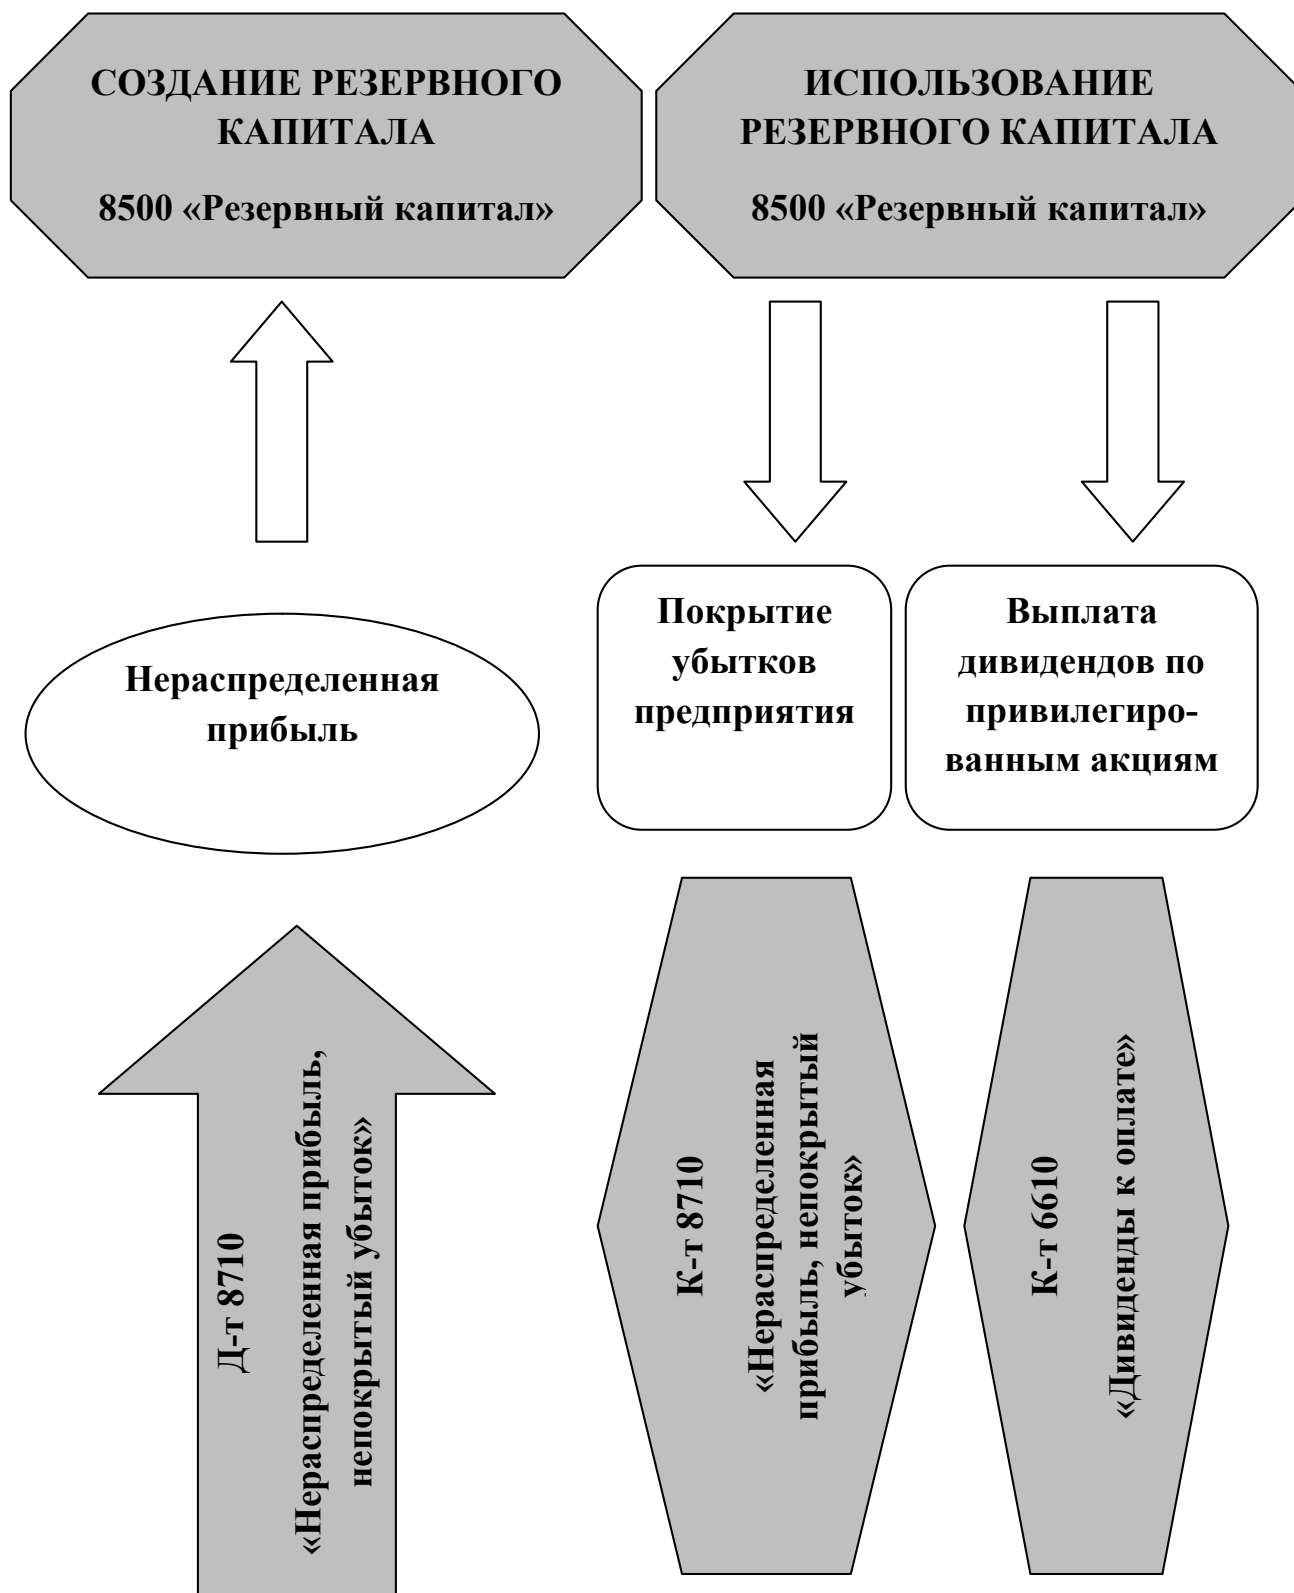 СОЗДАНИЕ РЕЗЕРВНОГО
КАПИТАЛА
8500 «Резервный капитал»
ИСПОЛЬЗОВАНИЕ
РЕЗЕРВНОГО КАПИТАЛА
8500 «Резервный капитал»
Нераспределенная
прибыль
Покрытие
убытков
предприятия
Выплата
дивидендов по
привилегиро-
ванным акциям
Д-т 8710
«Нераспределенная прибыль,
непокрытый убыток»
К-т 8710
«Нераспределенная
прибыль, непокрытый
убыток»
К-т 6610
«Дивиденды к оплате»